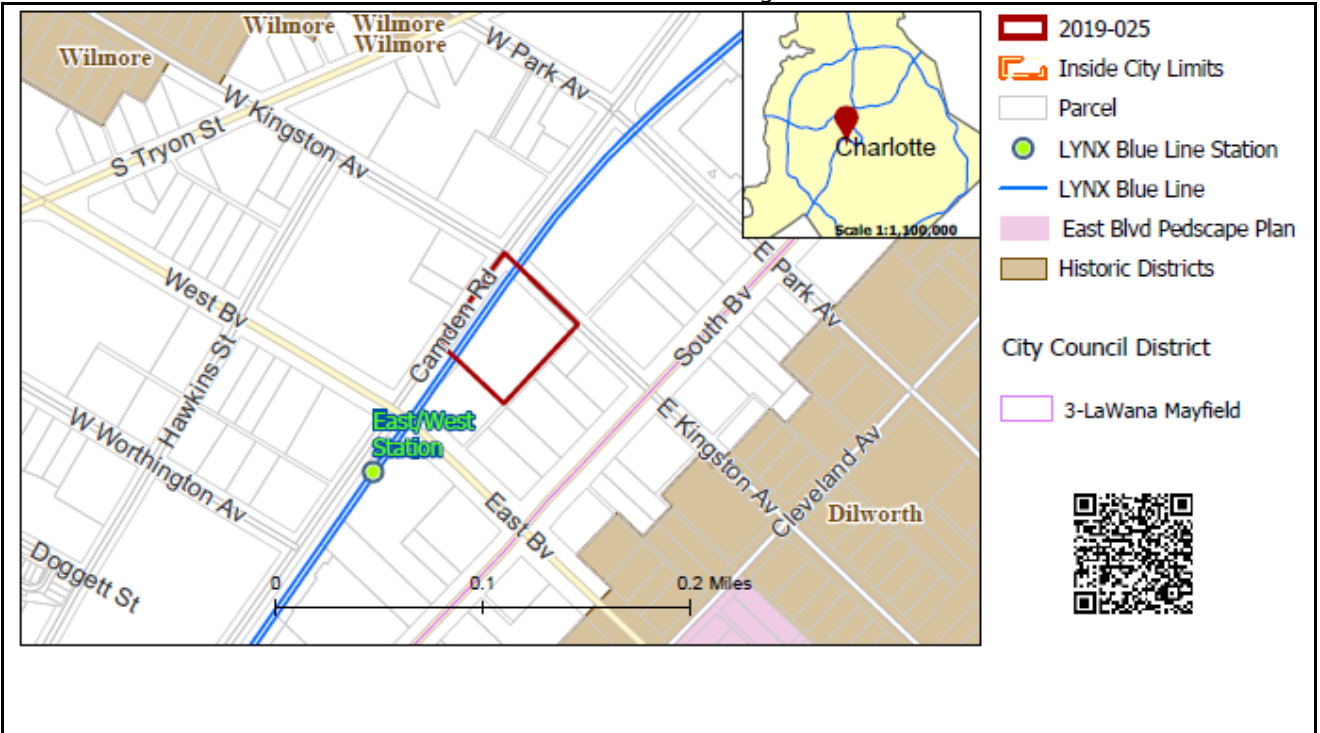 Wilmore
Wilmore
Wilmore
Wilmore
W Park Av
W Kingston Av
S Tryon St
Charlotte
Scale 1:1,100,000
E Park Av
South Bv
West Bv
Camden Rd
Hawkins St
East/West
Station
W Worthington Av
E Kingston Av
Cleveland Av
Dilworth
East Bv
Doggett St
0
0.1
0.2 Miles
2019-025
Inside City Limits
Parcel
LYNX Blue Line Station
LYNX Blue Line
East Blvd Pedscape Plan
Historic Districts
City Council District
3-LaWana Mayfield